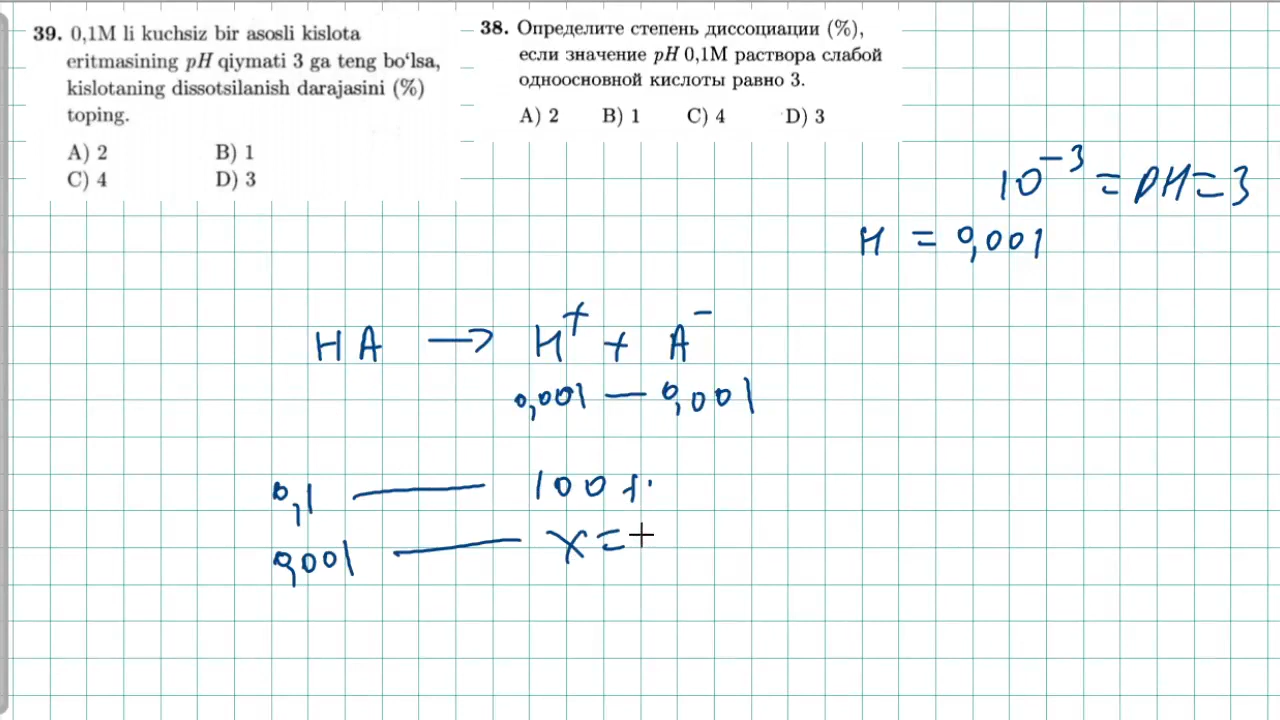 39. 0,1M li kuchsiz bir asosli kislota
eritmasining pH qiymati 3 ga teng bo‘lsa,
kislotaning dissotsilanish darajasini (%)
toping.
A) 2 B) 1
C) 4 D) 3
38. Определите степень диссоциации (%),
если значение pH 0,1М раствора слабой
одноосновной кислоты равно 3.
A) 2 B) 1 C) 4 D) 3
10⁻³ = pH = 3
H = 0,001
HA → H⁺ + A⁻
0,001 — 0,001
0,1 — 100%
0,001 — x =